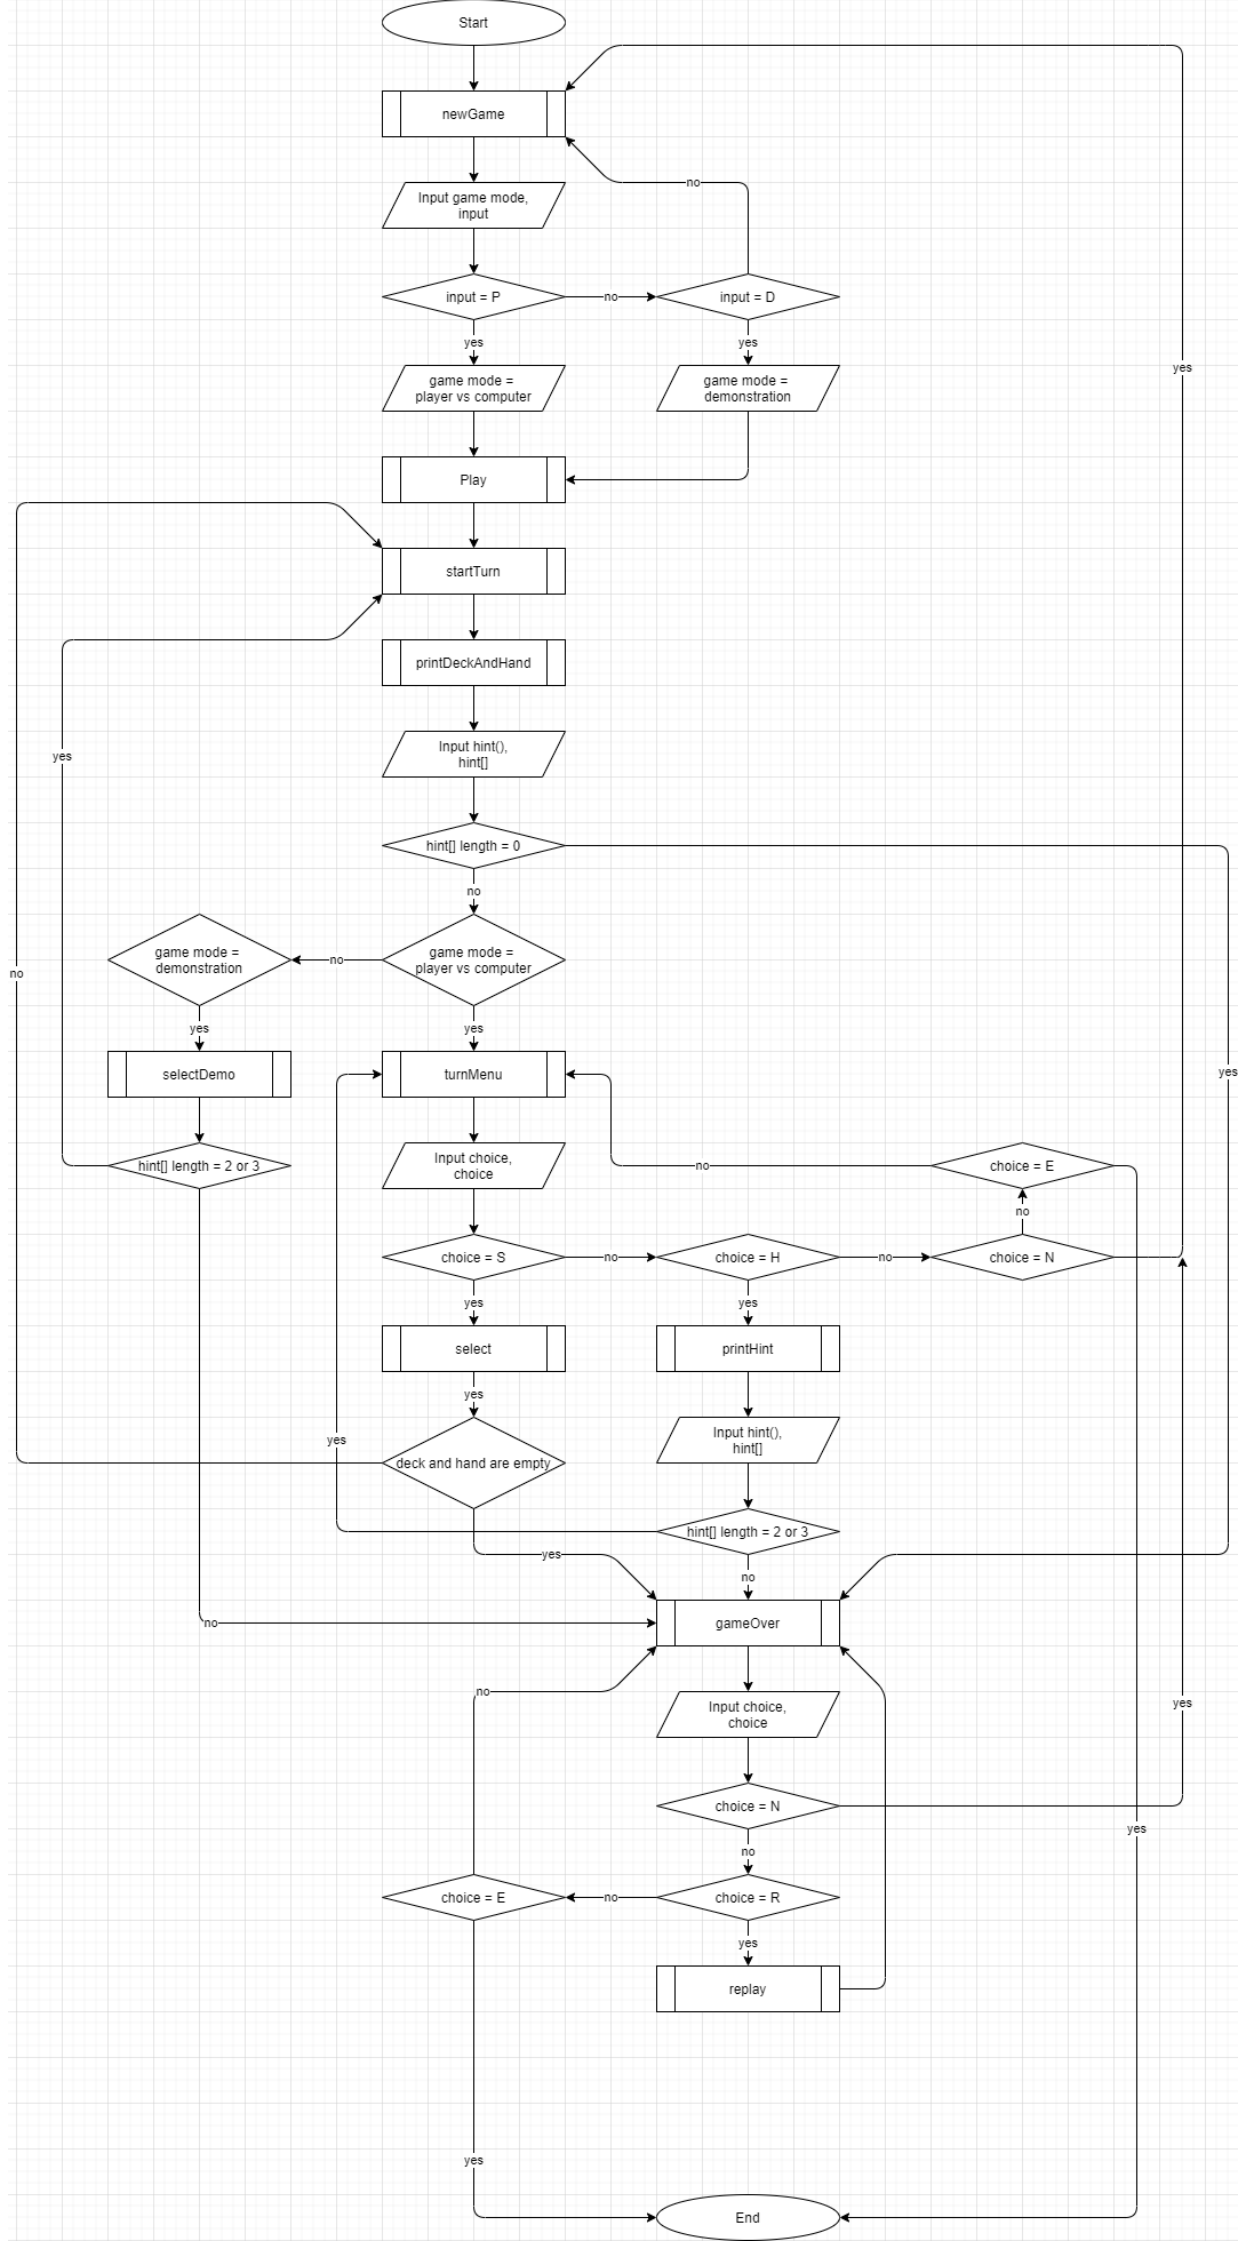 Start
newGame
Input game mode,
input
no
input = P
no
input = D
yes
yes
game mode =
player vs computer
game mode =
demonstration
yes
Play
startTurn
printDeckAndHand
yes
Input hint(),
hint[]
hint[] length = 0
no
game mode =
demonstration
no
game mode =
player vs computer
no
yes
yes
selectDemo
turnMenu
yes
hint[] length = 2 or 3
Input choice,
choice
no
choice = E
no
choice = S
no
choice = H
no
choice = N
yes
yes
select
printHint
yes
yes
Input hint(),
hint[]
deck and hand are empty
hint[] length = 2 or 3
yes
no
no
gameOver
no
Input choice,
choice
yes
choice = N
yes
no
choice = E
no
choice = R
yes
replay
yes
End